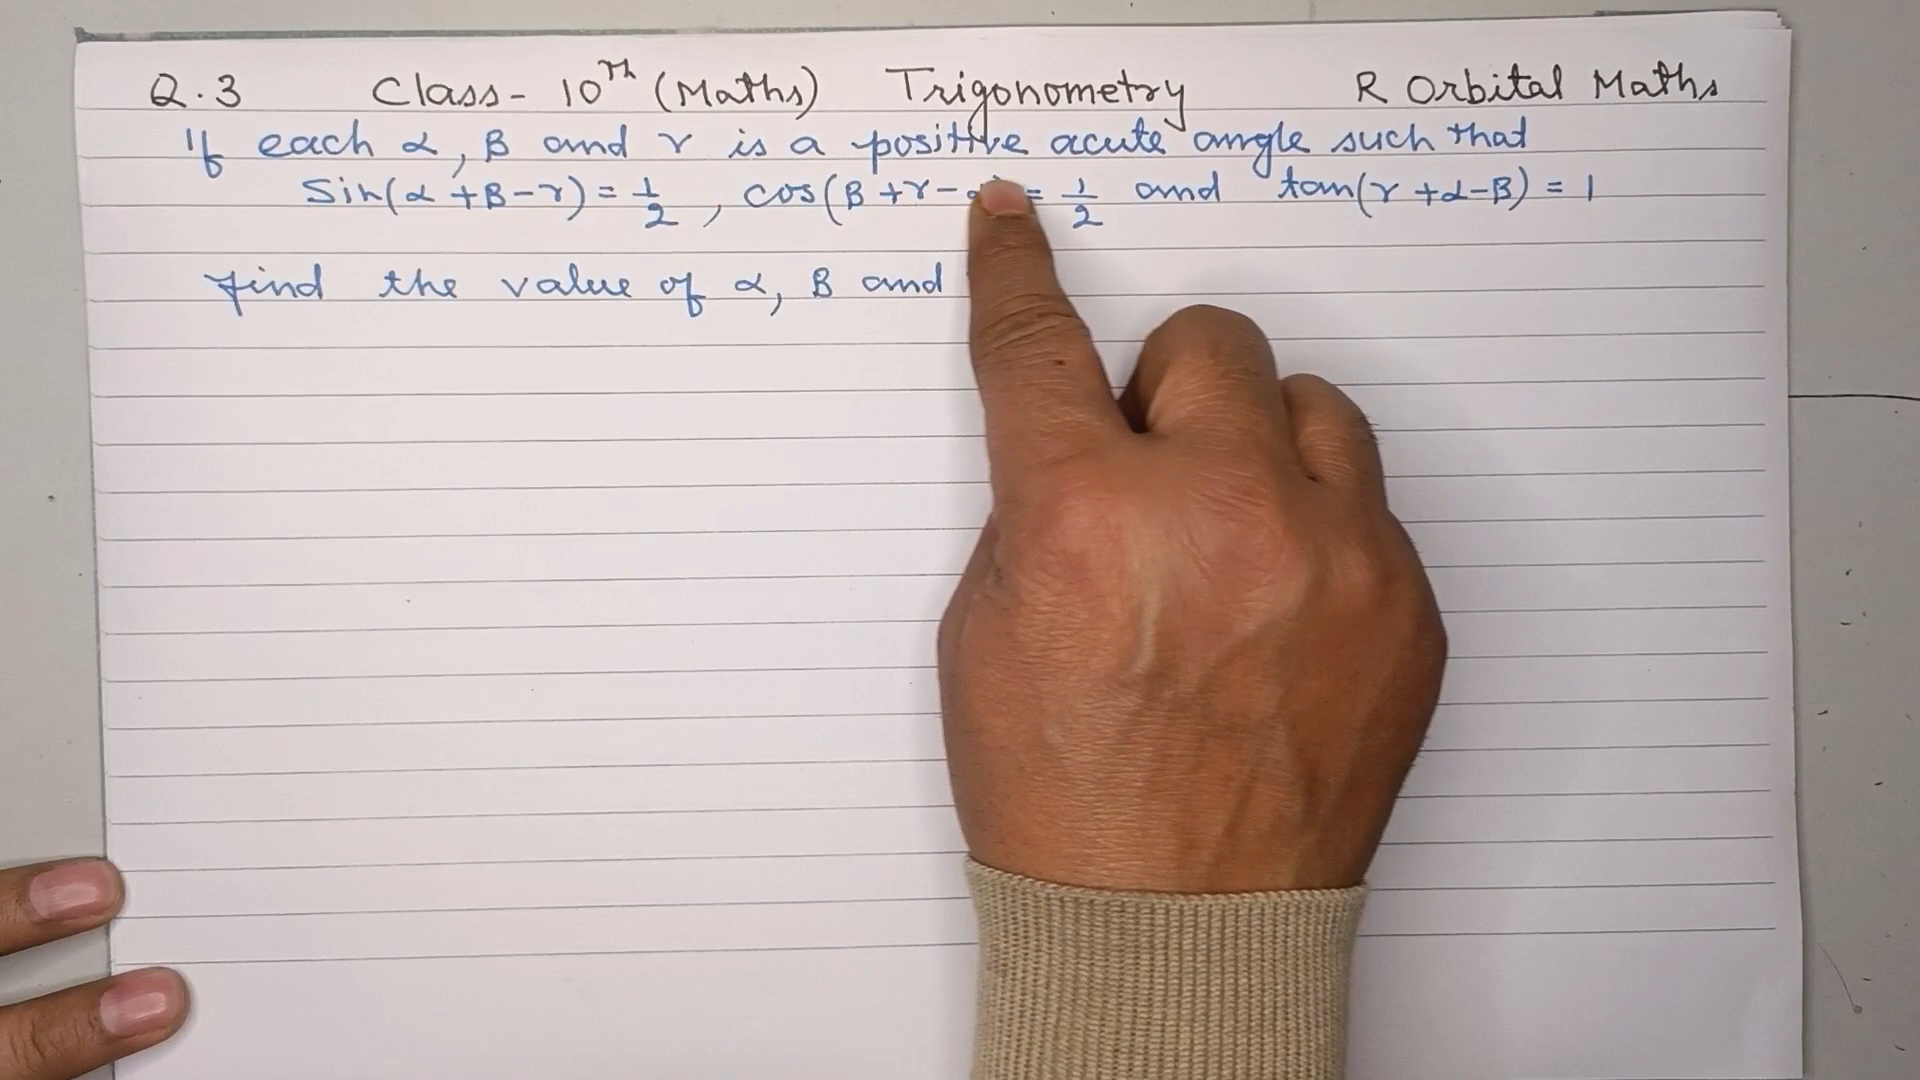 Q.3 Class- 10th (Maths) Trigonometry R Orbital Maths
If each α, β and γ is a positive acute angle such that
Sin(α+β-γ) = 1/2, cos(β+γ-α) = 1/2 and tan(γ+α-β) = 1
find the value of α, β and